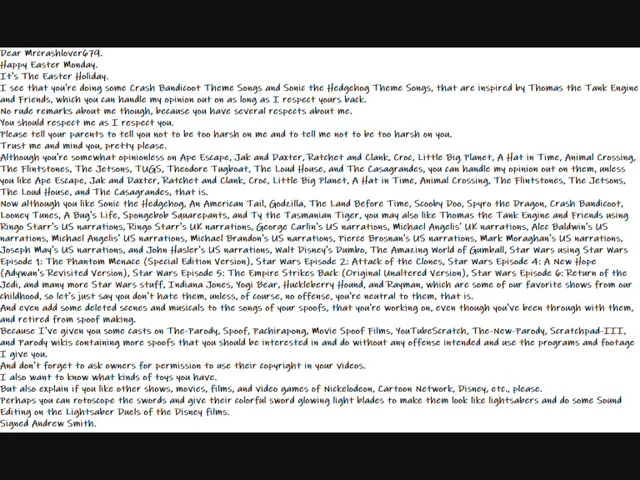 Dear Mrcrashlover679.
Happy Easter Monday.
It's The Easter Holiday.
I see that you're doing some Crash Bandicoot Theme Songs and Sonic the Hedgehog Theme Songs, that are inspired by Thomas the Tank Engine
and Friends, which you can handle my opinion out on as long as I respect yours back.
No rude remarks about me though, because you have several respects about me.
You should respect me as I respect you.
Please tell your parents to tell you not to be too harsh on me and to tell me not to be too harsh on you.
Trust me and mind you, pretty please.
Although you're somewhat opinionless on Ape Escape, Jak and Daxter, Ratchet and Clank, Croc, Little Big Planet, A Hat in Time, Animal Crossing,
The Flintstones, The Jetsons, TUGS, Theodore Tugboat, The Loud House, and The Casagrandes, you can handle my opinion out on them, unless
you like Ape Escape, Jak and Daxter, Ratchet and Clank, Croc, Little Big Planet, A Hat in Time, Animal Crossing, The Flintstones, The Jetsons,
The Loud House, and The Casagrandes, that is.
Now although you like Sonic the Hedgehog, An American Tail, Godzilla, The Land Before Time, Scooby Doo, Spyro the Dragon, Crash Bandicoot,
Looney Tunes, A Bug's Life, Spongebob Squarepants, and Ty the Tasmanian Tiger, you may also like Thomas the Tank Engine and Friends using
Ringo Starr's US narrations, Ringo Starr's UK narrations, George Carlin's US narrations, Michael Angelis' UK narrations, Alec Baldwin's US
narrations, Michael Angelis' US narrations, Michael Brandon's US narrations, Pierce Brosnan's US narrations, Mark Moraghan's US narrations,
Joseph May's US narrations, and John Hasler's US narrations, Walt Disney's Dumbo, The Amazing World of Gumball, Star Wars using Star Wars
Episode 1: The Phantom Menace (Special Edition Version), Star Wars Episode 2: Attack of the Clones, Star Wars Episode 4: A New Hope
(Adywan's Revisited Version), Star Wars Episode 5: The Empire Strikes Back (Original Unaltered Version), Star Wars Episode 6: Return of the
Jedi, and many more Star Wars stuff, Indiana Jones, Yogi Bear, Huckleberry Hound, and Rayman, which are some of our favorite shows from our
childhood, so let's just say you don't hate them, unless, of course, no offense, you're neutral to them, that is.
And even add some deleted scenes and musicals to the songs of your spoofs, that you're working on, even though you've been through with them,
and retired from spoof making.
Because I've given you some casts on The-Parody, Spoof, Pachirapong, Movie Spoof Films, YouTubeScratch, The-New-Parody, Scratchpad-III,
and Parody wikis containing more spoofs that you should be interested in and do without any offense intended and use the programs and footage
I give you.
And don't forget to ask owners for permission to use their copyright in your videos.
I also want to know what kinds of toys you have.
But also explain if you like other shows, movies, films, and video games of Nickelodeon, Cartoon Network, Disney, etc., please.
Perhaps you can rotoscope the swords and give their colorful sword glowing light blades to make them look like lightsabers and do some Sound
Editing on the Lightsaber Duels of the Disney films.
Signed Andrew Smith.